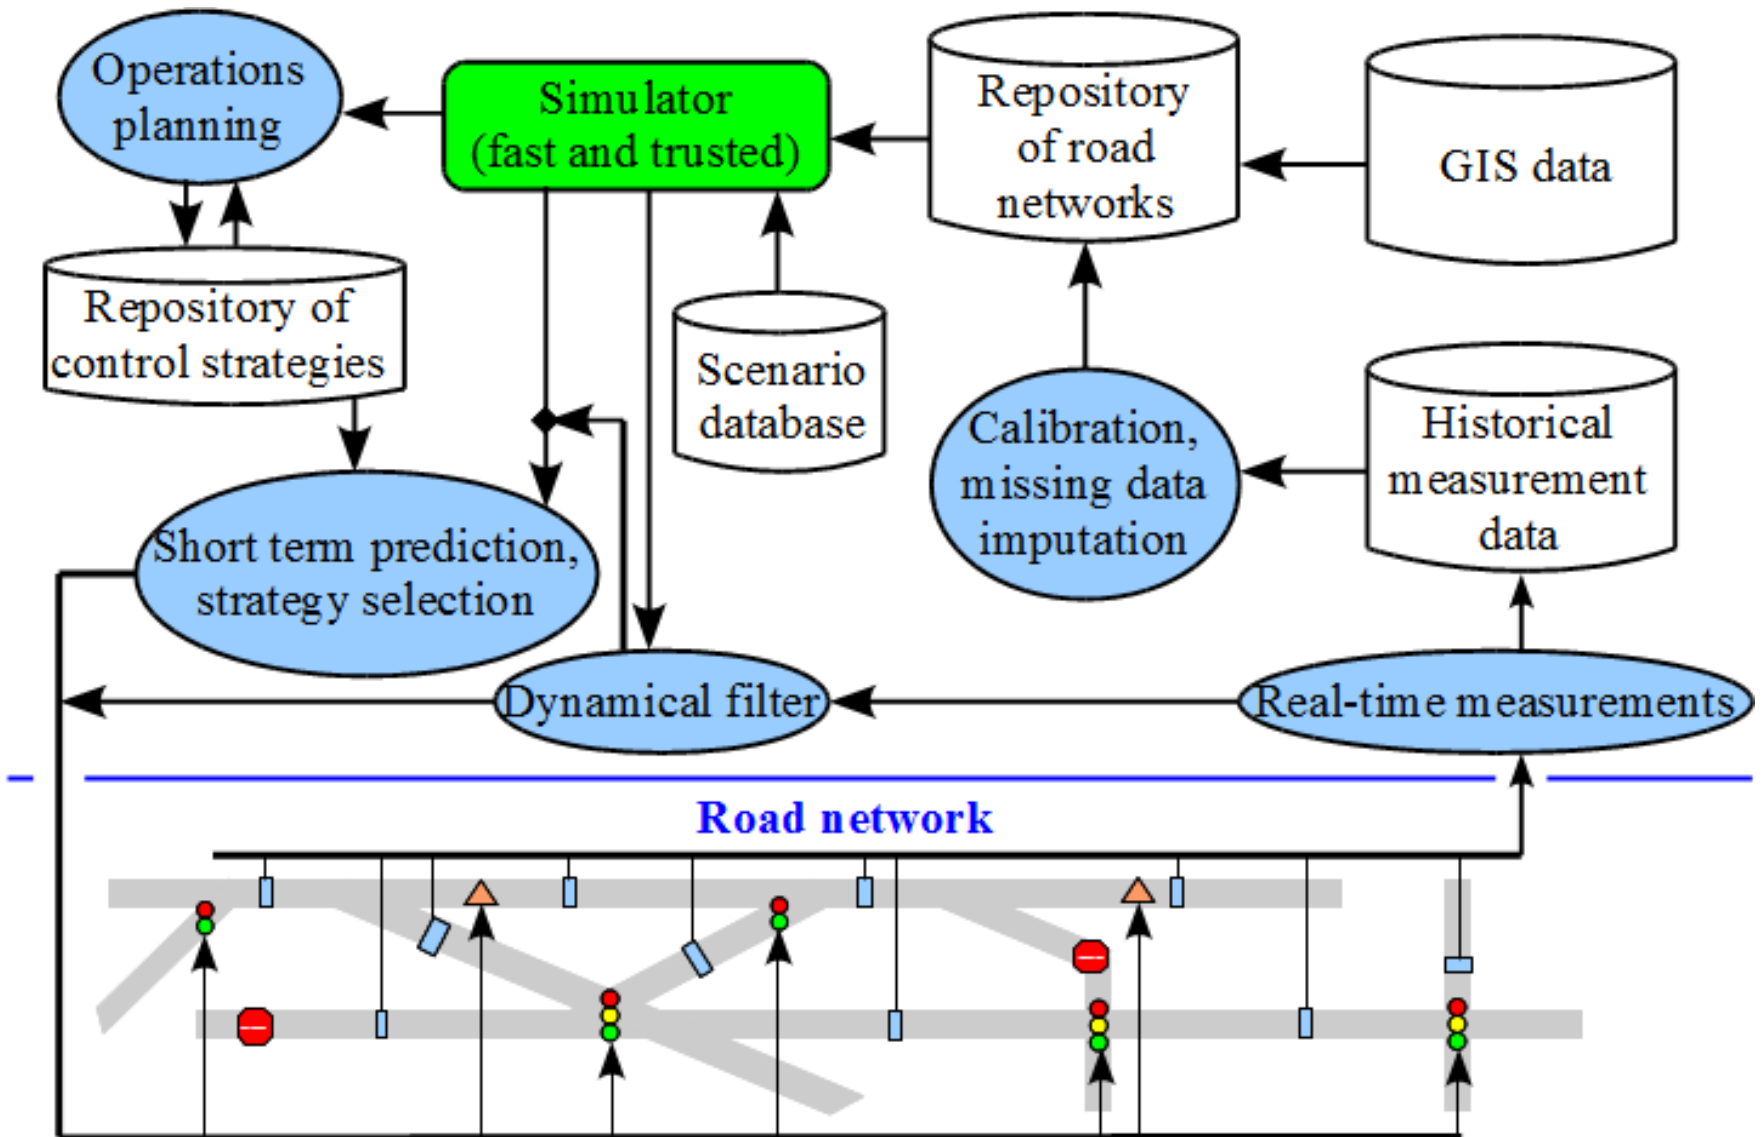 Operations
planning
Simulator
(fast and trusted)
Repository
of road
networks
GIS data
Repository of
control strategies
Scenario
database
Calibration,
missing data
imputation
Historical
measurement
data
Short term prediction,
strategy selection
Dynamical filter
Real-time measurements
Road network